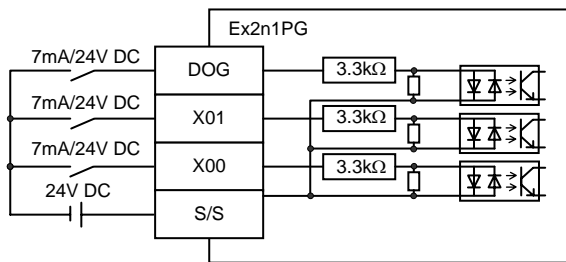 Ex2n1PG
7mA/24V DC
DOG
3.3kΩ
7mA/24V DC
X01
3.3kΩ
7mA/24V DC
X00
3.3kΩ
24V DC
S/S